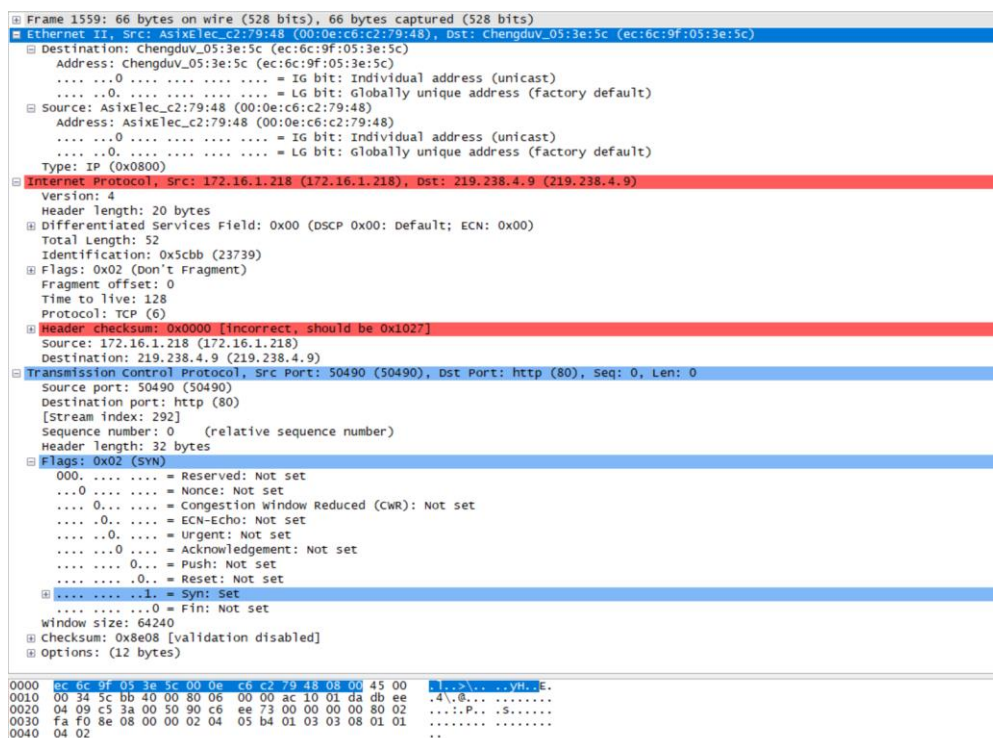 Frame 1559: 66 bytes on wire (528 bits), 66 bytes captured (528 bits)
Ethernet II, Src: AsixElec_c2:79:48 (00:0e:c6:c2:79:48), Dst: ChengduV_05:3e:5c (ec:6c:9f:05:3e:5c)
Destination: ChengduV_05:3e:5c (ec:6c:9f:05:3e:5c)
Address: ChengduV_05:3e:5c (ec:6c:9f:05:3e:5c)
.... ...0 .... .... .... .... = IG bit: Individual address (unicast)
.... ..0. .... .... .... .... = LG bit: Globally unique address (factory default)
Source: AsixElec_c2:79:48 (00:0e:c6:c2:79:48)
Address: AsixElec_c2:79:48 (00:0e:c6:c2:79:48)
.... ...0 .... .... .... .... = IG bit: Individual address (unicast)
.... ..0. .... .... .... .... = LG bit: Globally unique address (factory default)
Type: IP (0x0800)
Internet Protocol, Src: 172.16.1.218 (172.16.1.218), Dst: 219.238.4.9 (219.238.4.9)
Version: 4
Header length: 20 bytes
Differentiated Services Field: 0x00 (DSCP 0x00: Default; ECN: 0x00)
Total Length: 52
Identification: 0x5cbb (23739)
Flags: 0x02 (Don't Fragment)
Fragment offset: 0
Time to live: 128
Protocol: TCP (6)
Header checksum: 0x0000 [incorrect, should be 0x1027]
Source: 172.16.1.218 (172.16.1.218)
Destination: 219.238.4.9 (219.238.4.9)
Transmission Control Protocol, Src Port: 50490 (50490), Dst Port: http (80), Seq: 0, Len: 0
Source port: 50490 (50490)
Destination port: http (80)
[Stream index: 292]
Sequence number: 0 (relative sequence number)
Header length: 32 bytes
Flags: 0x02 (SYN)
000. .... .... = Reserved: Not set
...0 .... .... = Nonce: Not set
.... 0... .... = Congestion Window Reduced (CWR): Not set
.... .0.. .... = ECN-Echo: Not set
.... ..0. .... = Urgent: Not set
.... ...0 .... = Acknowledgement: Not set
.... .... 0... = Push: Not set
.... .... .0.. = Reset: Not set
.... .... ..1. = Syn: Set
.... .... ...0 = Fin: Not set
Window size: 64240
Checksum: 0x8e08 [validation disabled]
Options: (12 bytes)
0000 ec 6c 9f 05 3e 5c 00 0e c6 c2 79 48 08 00 45 00 .l..>\.. ..yH..E.
0010 00 34 5c bb 40 00 80 06 00 00 ac 10 01 da db ee .4\.@... ........
0020 04 09 c5 3a 00 50 90 c6 ee 73 00 00 00 00 80 02 ...:.P.. .s......
0030 fa f0 8e 08 00 00 02 04 05 b4 01 03 03 08 01 01 ........ ........
0040 04 02 ..